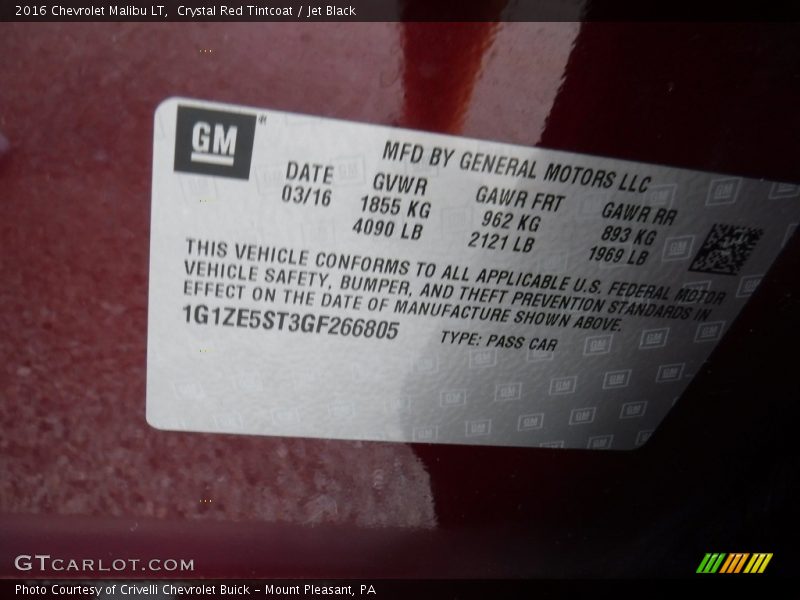 2016 Chevrolet Malibu LT,  Crystal Red Tintcoat / Jet Black
GM
MFD BY GENERAL MOTORS LLC
DATE GVWR GAWR FRT GAWR RR
03/16 1855 KG 962 KG 893 KG
4090 LB 2121 LB 1969 LB
THIS VEHICLE CONFORMS TO ALL APPLICABLE U.S. FEDERAL MOTOR
VEHICLE SAFETY, BUMPER, AND THEFT PREVENTION STANDARDS IN
EFFECT ON THE DATE OF MANUFACTURE SHOWN ABOVE.
1G1ZE5ST3GF266805 TYPE: PASS CAR
GTCARLOT.COM
Photo Courtesy of Crivelli Chevrolet Buick - Mount Pleasant, PA